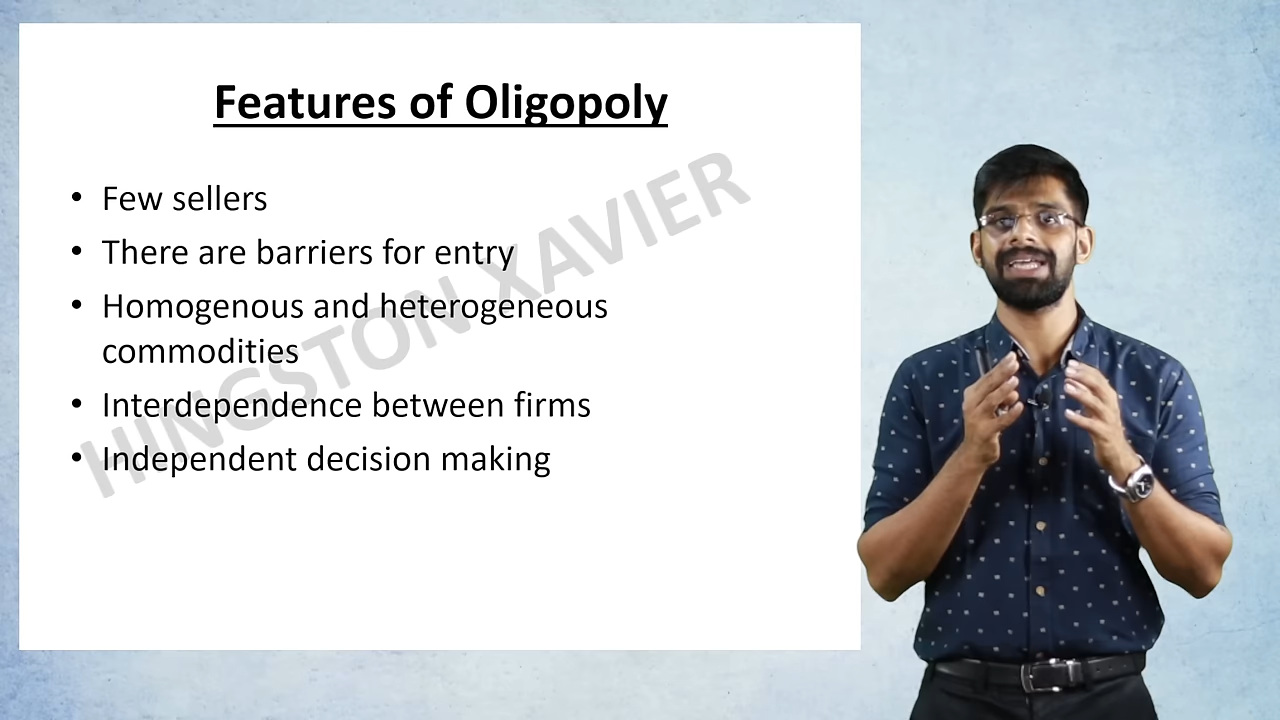 Features of Oligopoly
• Few sellers
• There are barriers for entry
• Homogenous and heterogeneous
commodities
• Interdependence between firms
• Independent decision making
HINGSTON XAVIER